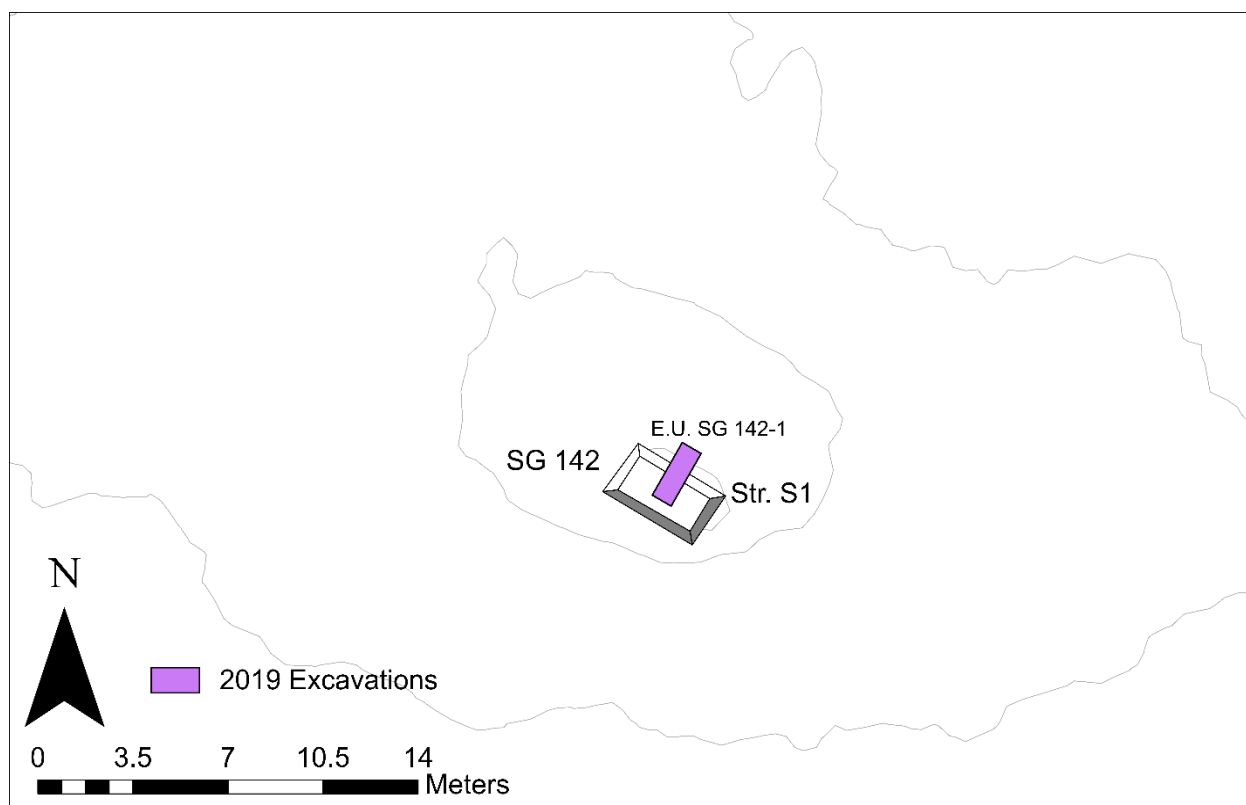 E.U. SG 142-1
SG 142
Str. S1
N
2019 Excavations
0 3.5 7 10.5 14
Meters